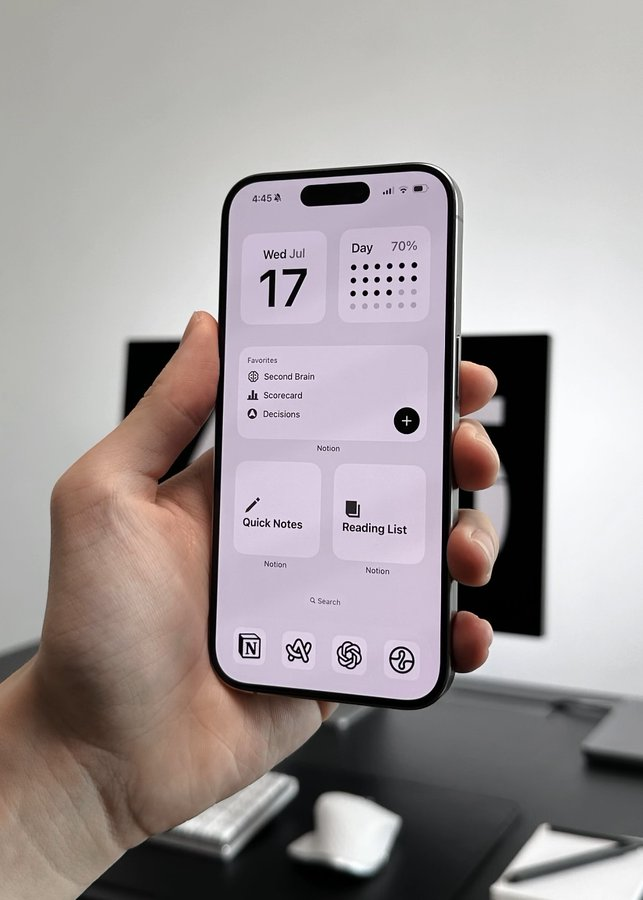 4:45
Wed Jul
17
Day 70%
Favorites
Second Brain
Scorecard
Decisions
Notion
Quick Notes
Reading List
Notion
Notion
Search
N